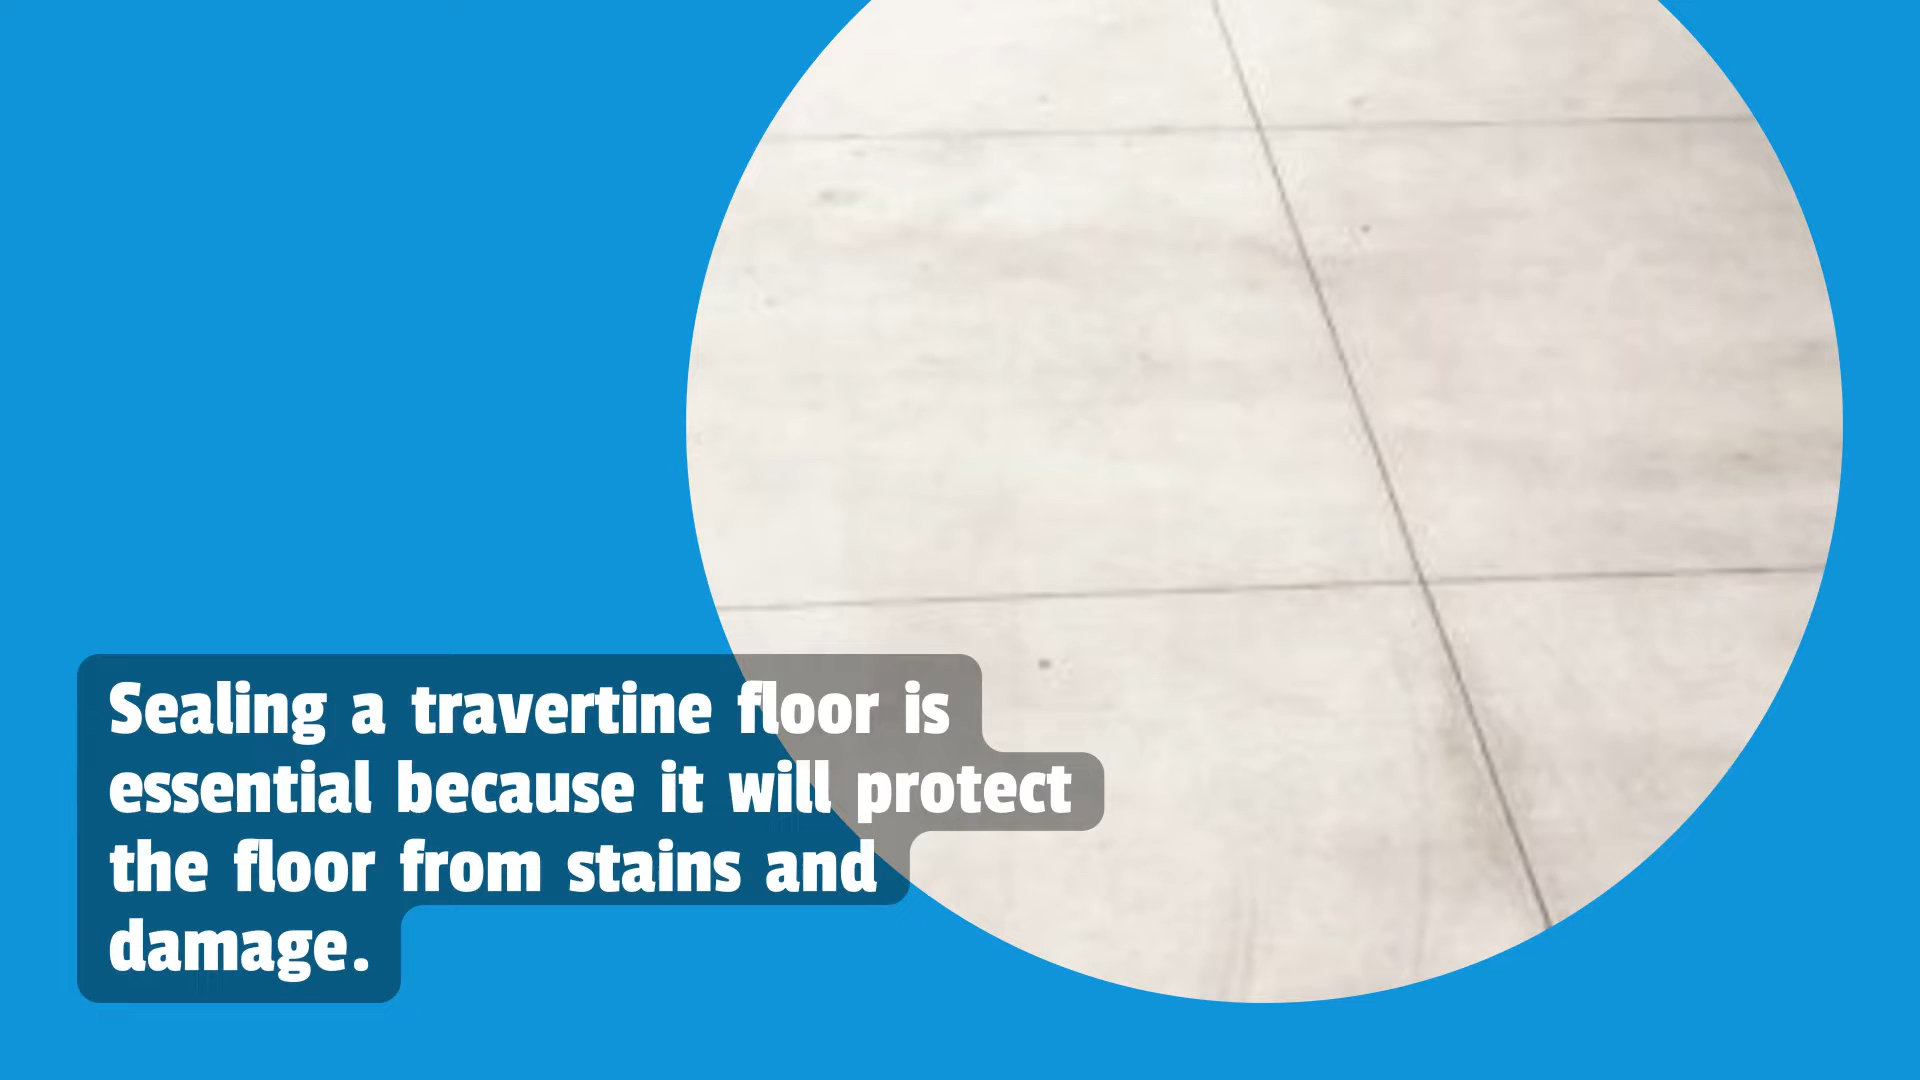 Sealing a travertine floor is
essential because it will protect
the floor from stains and
damage.